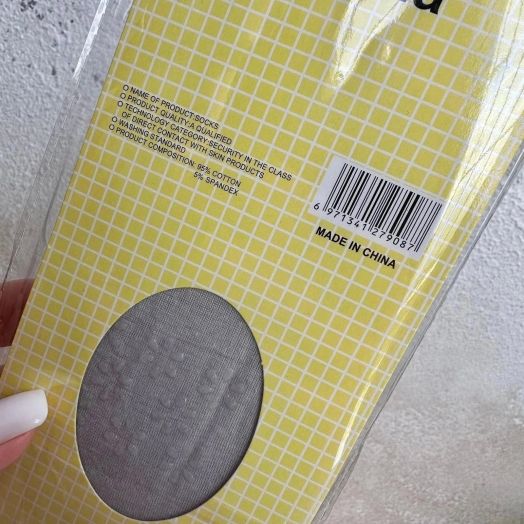 O NAME OF PRODUCT:SOCKS
O PRODUCT QUALITY:A QUALIFIED
O TECHNOLOGY CATEGORY:SECURITY IN THE CLASS
OF DIRECT CONTACT WITH SKIN PRODUCTS
O WASHING STANDARD
O PRODUCT COMPOSITION: 95% COTTON
5% SPANDEX
6 971341 279087
MADE IN CHINA